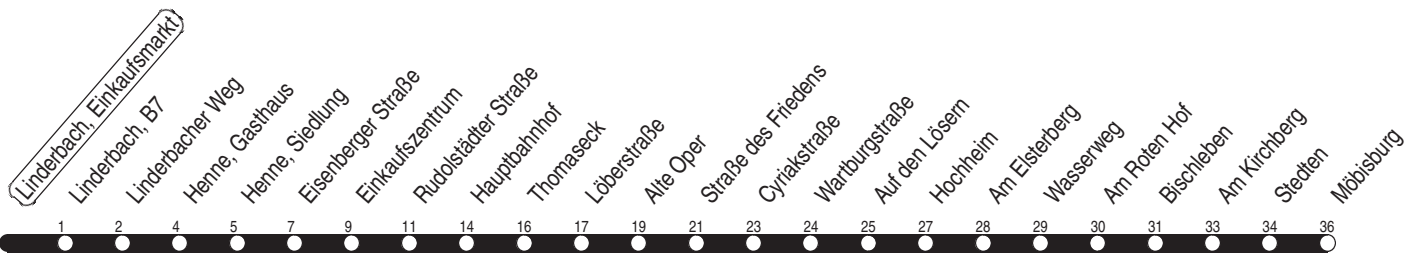 Linderbach, Einkaufsmarkt
Linderbach, B7
Linderbacher Weg
Henne, Gasthaus
Henne, Siedlung
Eisenberger Straße
Einkaufszentrum
Rudolstädter Straße
Hauptbahnhof
Thomaseck
Löberstraße
Alte Oper
Straße des Friedens
Cyriakstraße
Wartburgstraße
Auf den Lösern
Hochheim
Am Elsterberg
Wasserweg
Am Roten Hof
Bischleben
Am Kirchberg
Stedten
Möbisburg
1 2 4 5 7 9 11 14 16 17 19 21 23 24 25 27 28 29 30 31 33 34 36